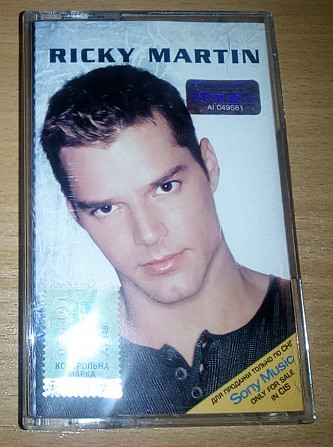 RICKY MARTIN
AI 049581
КОНТРОЛЬНА
МАРКА
ДЛЯ ПРОДАЖИ ТОЛЬКО ПО СНГ
Sony Music
ONLY FOR SALE
IN CIS